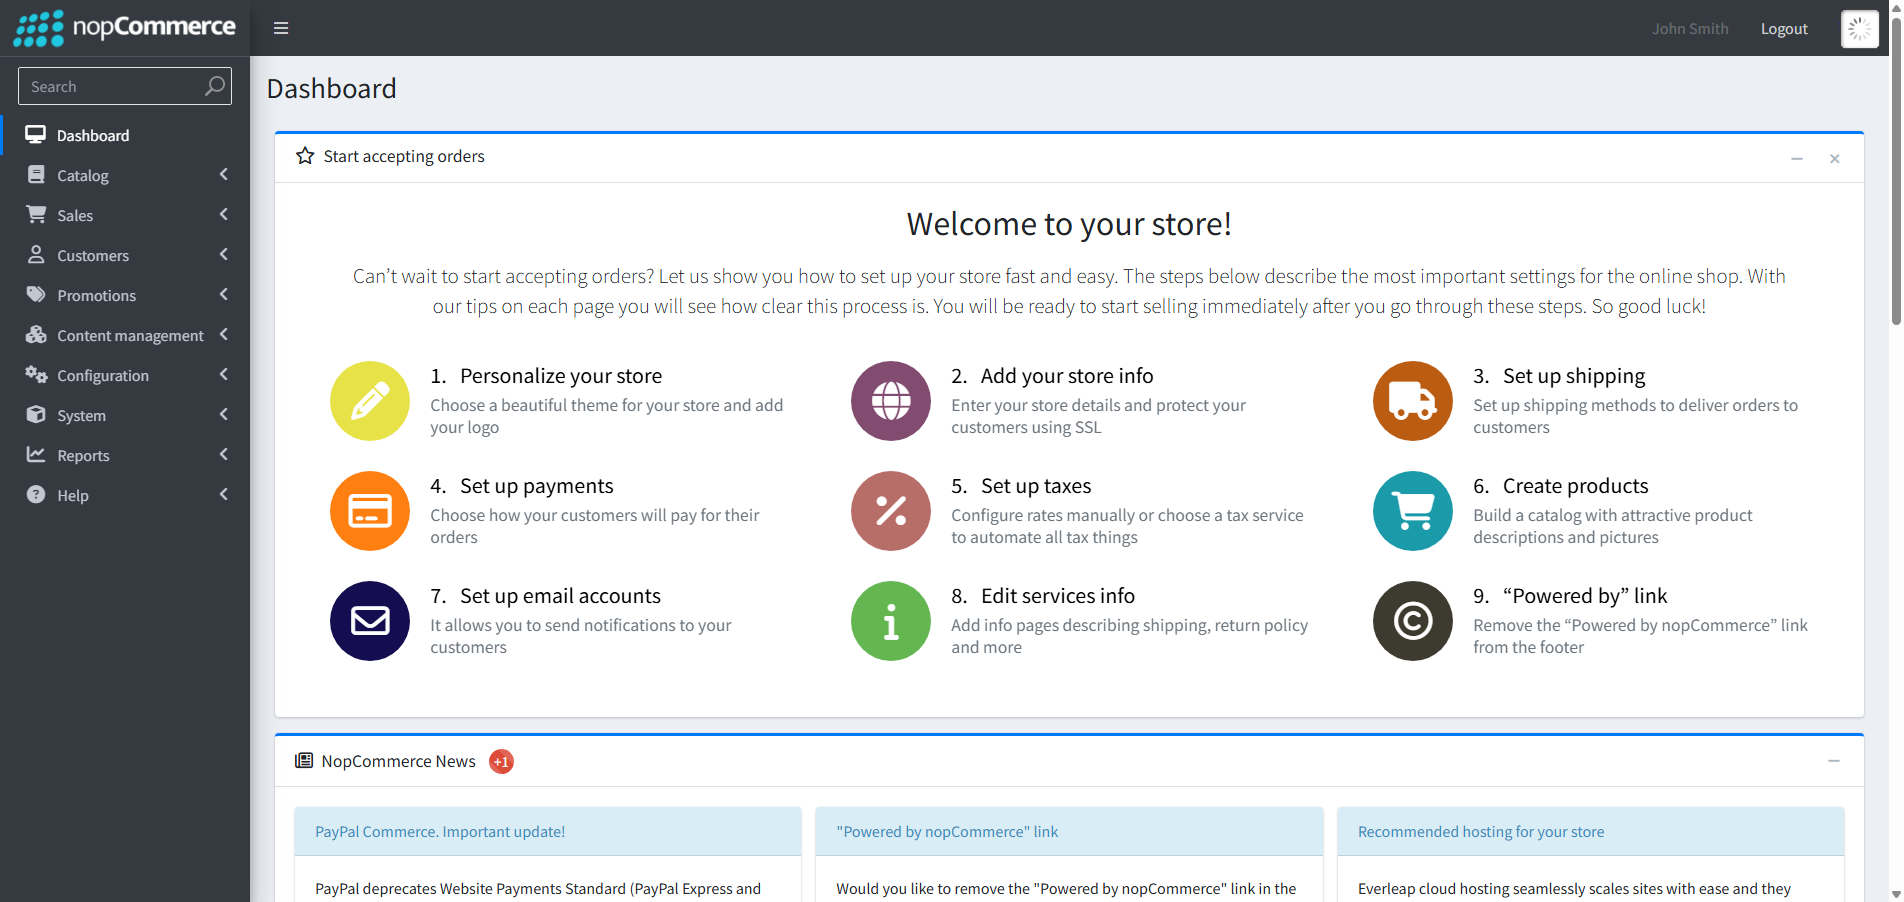 nopCommerce
John Smith
Logout
Search
Dashboard
Catalog
Sales
Customers
Promotions
Content management
Configuration
System
Reports
Help
Dashboard
Start accepting orders
Welcome to your store!
Can’t wait to start accepting orders? Let us show you how to set up your store fast and easy. The steps below describe the most important settings for the online shop. With
our tips on each page you will see how clear this process is. You will be ready to start selling immediately after you go through these steps. So good luck!
1. Personalize your store
Choose a beautiful theme for your store and add
your logo
2. Add your store info
Enter your store details and protect your
customers using SSL
3. Set up shipping
Set up shipping methods to deliver orders to
customers
4. Set up payments
Choose how your customers will pay for their
orders
5. Set up taxes
Configure rates manually or choose a tax service
to automate all tax things
6. Create products
Build a catalog with attractive product
descriptions and pictures
7. Set up email accounts
It allows you to send notifications to your
customers
8. Edit services info
Add info pages describing shipping, return policy
and more
9. “Powered by” link
Remove the “Powered by nopCommerce” link
from the footer
NopCommerce News +1
PayPal Commerce. Important update!
PayPal deprecates Website Payments Standard (PayPal Express and
"Powered by nopCommerce" link
Would you like to remove the "Powered by nopCommerce" link in the
Recommended hosting for your store
Everleap cloud hosting seamlessly scales sites with ease and they